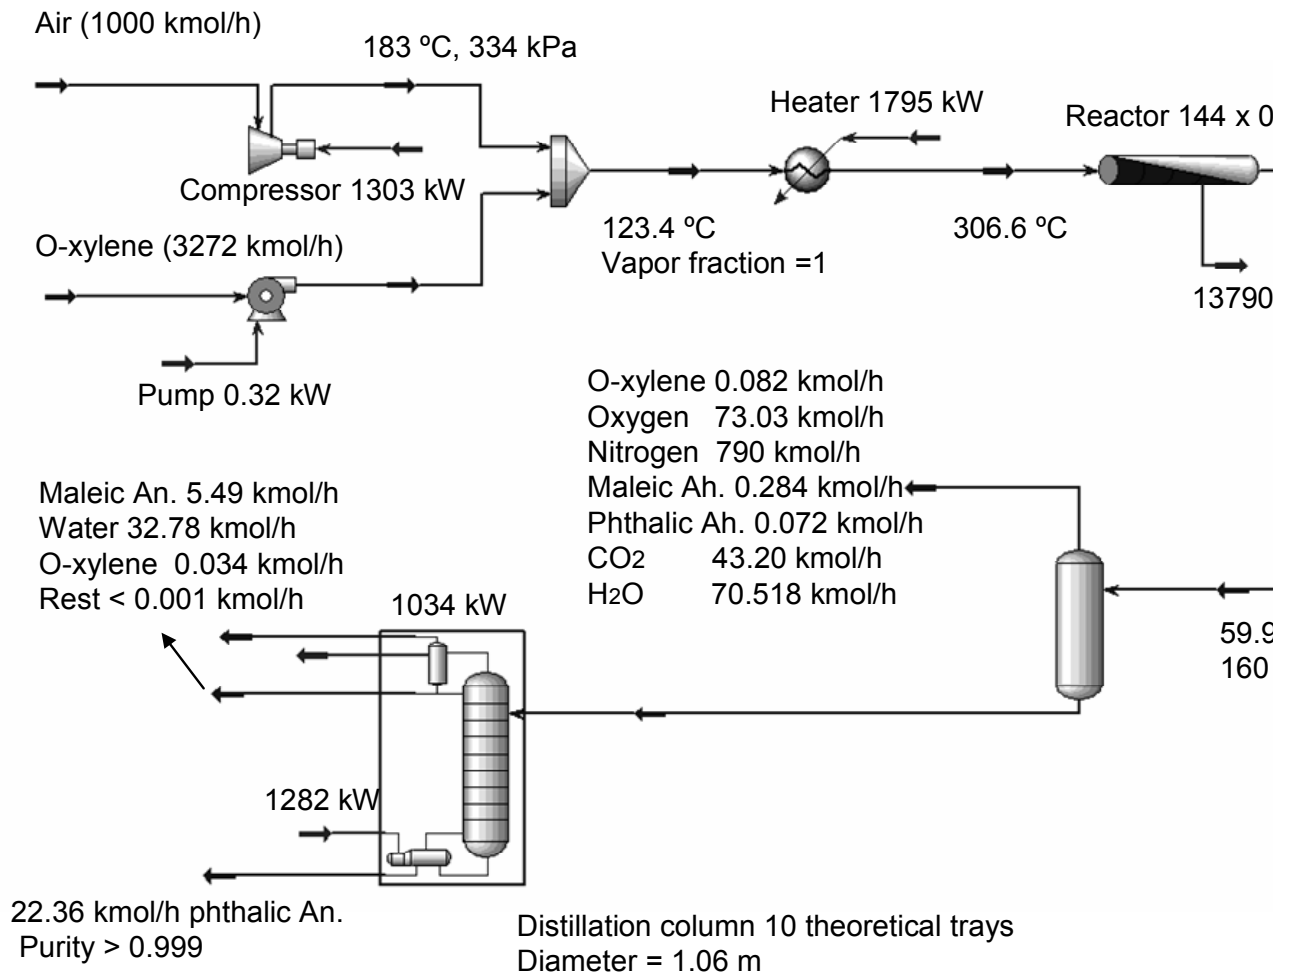 Air (1000 kmol/h)
183 ºC, 334 kPa
Heater 1795 kW
Reactor 144 x 0
Compressor 1303 kW
O-xylene (3272 kmol/h)
123.4 ºC
Vapor fraction =1
306.6 ºC
13790
Pump 0.32 kW
O-xylene 0.082 kmol/h
Oxygen 73.03 kmol/h
Nitrogen 790 kmol/h
Maleic Ah. 0.284 kmol/h
Phthalic Ah. 0.072 kmol/h
CO2 43.20 kmol/h
H2O 70.518 kmol/h
Maleic An. 5.49 kmol/h
Water 32.78 kmol/h
O-xylene 0.034 kmol/h
Rest < 0.001 kmol/h
1034 kW
59.9
160
1282 kW
22.36 kmol/h phthalic An.
Purity > 0.999
Distillation column 10 theoretical trays
Diameter = 1.06 m